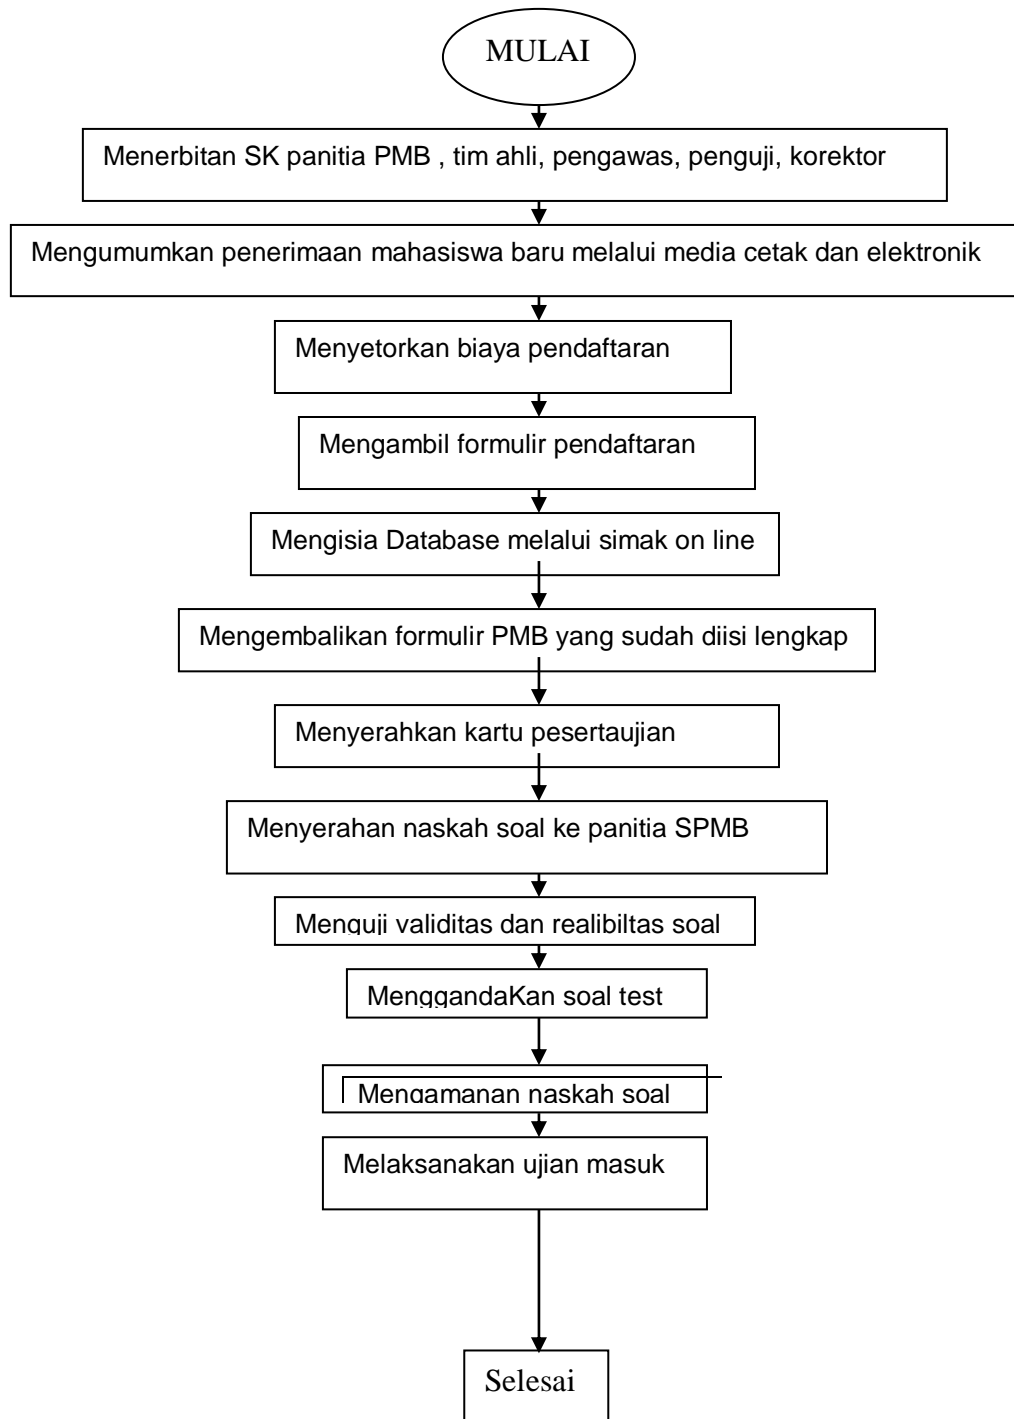 MULAI
Menerbitan SK panitia PMB , tim ahli, pengawas, penguji, korektor
Mengumumkan penerimaan mahasiswa baru melalui media cetak dan elektronik
Menyetorkan biaya pendaftaran
Mengambil formulir pendaftaran
Mengisia Database melalui simak on line
Mengembalikan formulir PMB yang sudah diisi lengkap
Menyerahkan kartu pesertaujian
Menyerahan naskah soal ke panitia SPMB
Menguji validitas dan realibiltas soal
MenggandaKan soal test
Mengamanan naskah soal
Melaksanakan ujian masuk
Selesai